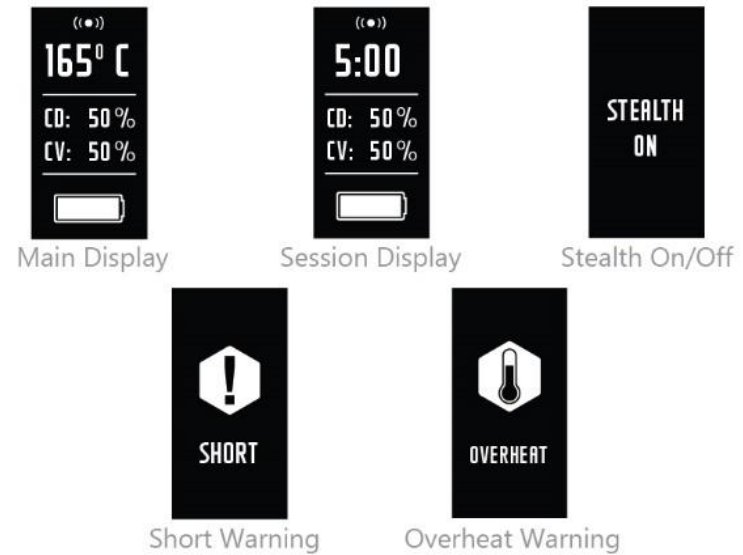 165° C
CD: 50%
CV: 50%
Main Display
5:00
CD: 50%
CV: 50%
Session Display
STEALTH
ON
Stealth On/Off
SHORT
Short Warning
OVERHEAT
Overheat Warning